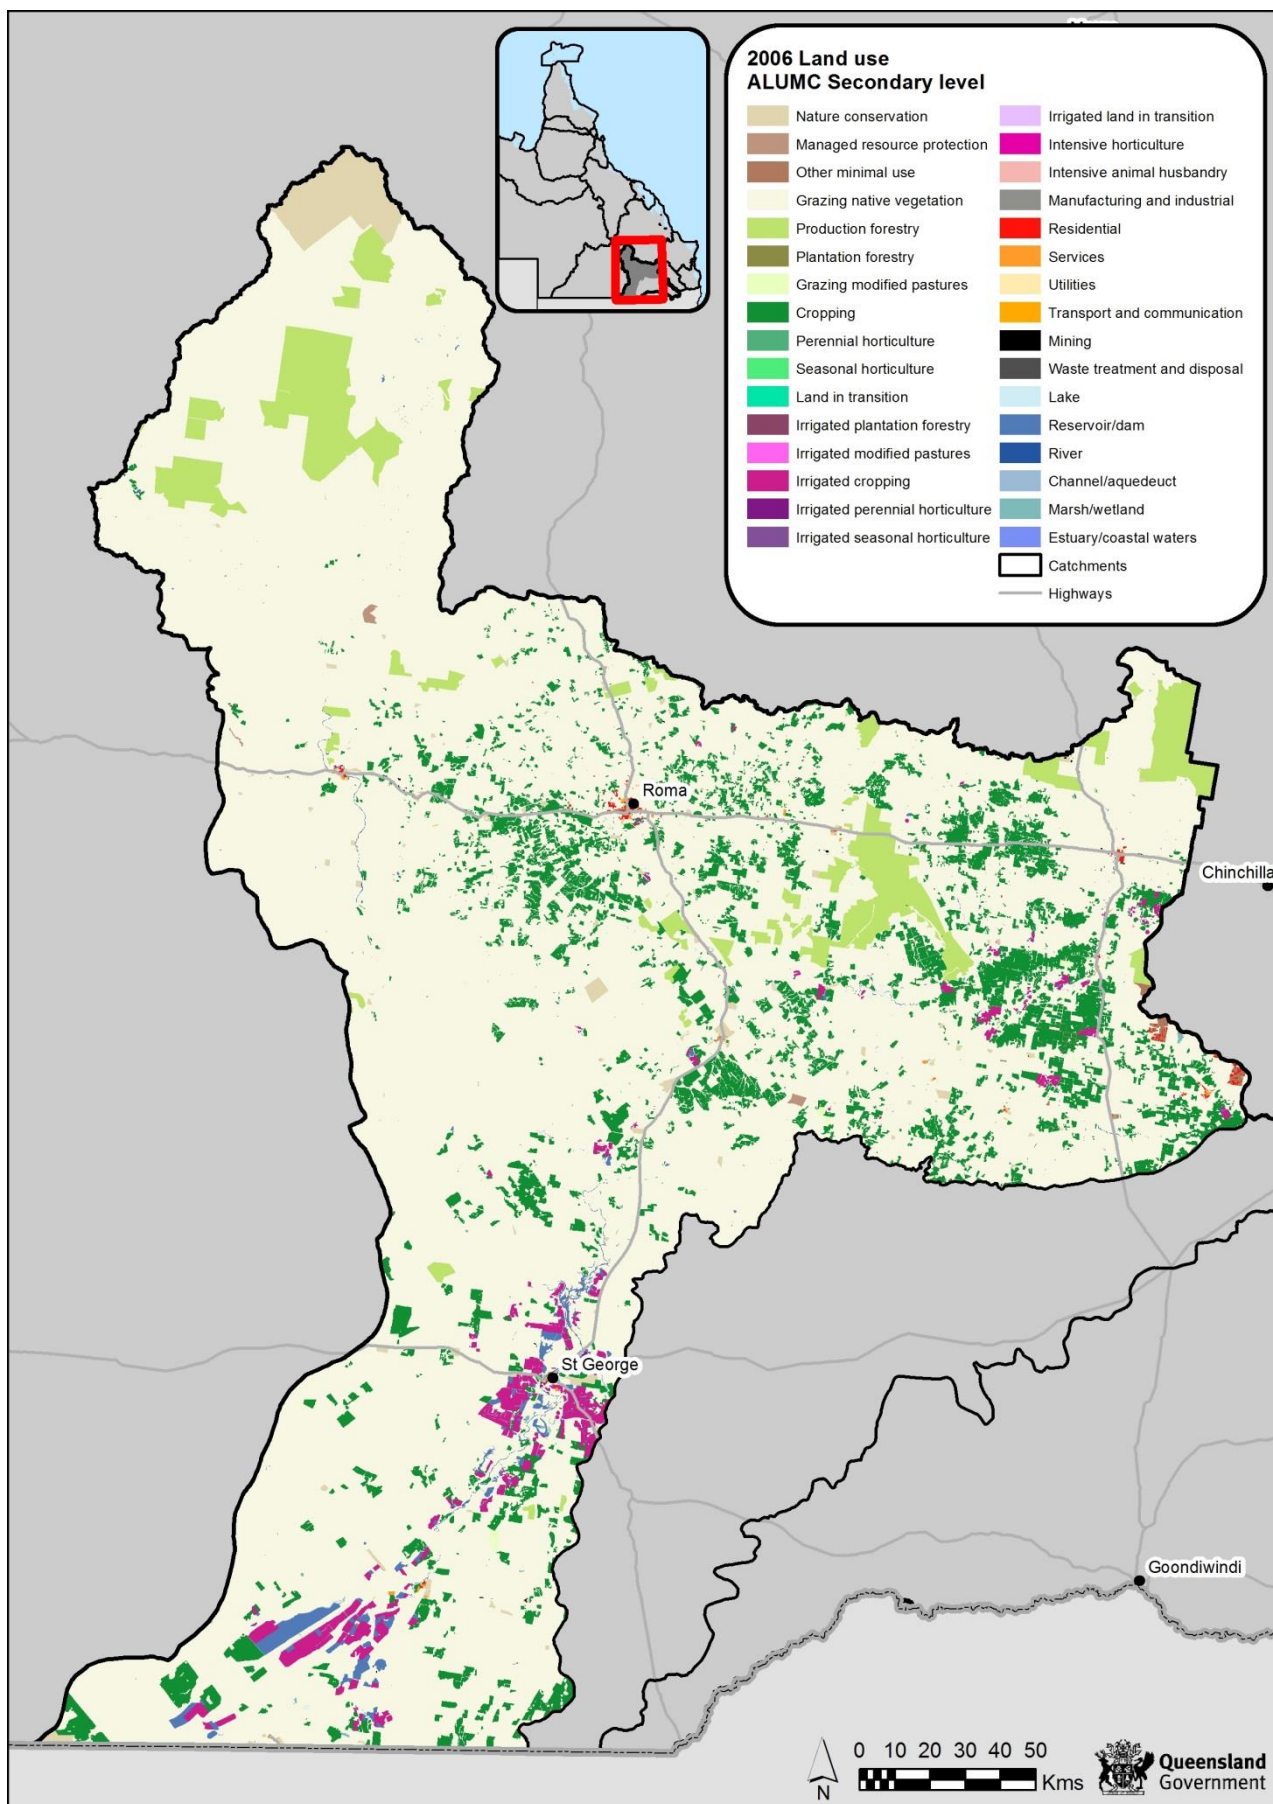 2006 Land use
ALUMC Secondary level
Nature conservation
Managed resource protection
Other minimal use
Grazing native vegetation
Production forestry
Plantation forestry
Grazing modified pastures
Cropping
Perennial horticulture
Seasonal horticulture
Land in transition
Irrigated plantation forestry
Irrigated modified pastures
Irrigated cropping
Irrigated perennial horticulture
Irrigated seasonal horticulture
Irrigated land in transition
Intensive horticulture
Intensive animal husbandry
Manufacturing and industrial
Residential
Services
Utilities
Transport and communication
Mining
Waste treatment and disposal
Lake
Reservoir/dam
River
Channel/aquedeuct
Marsh/wetland
Estuary/coastal waters
Catchments
Highways
Roma
Chinchilla
St George
Goondiwindi
N
0 10 20 30 40 50
Kms
Queensland
Government